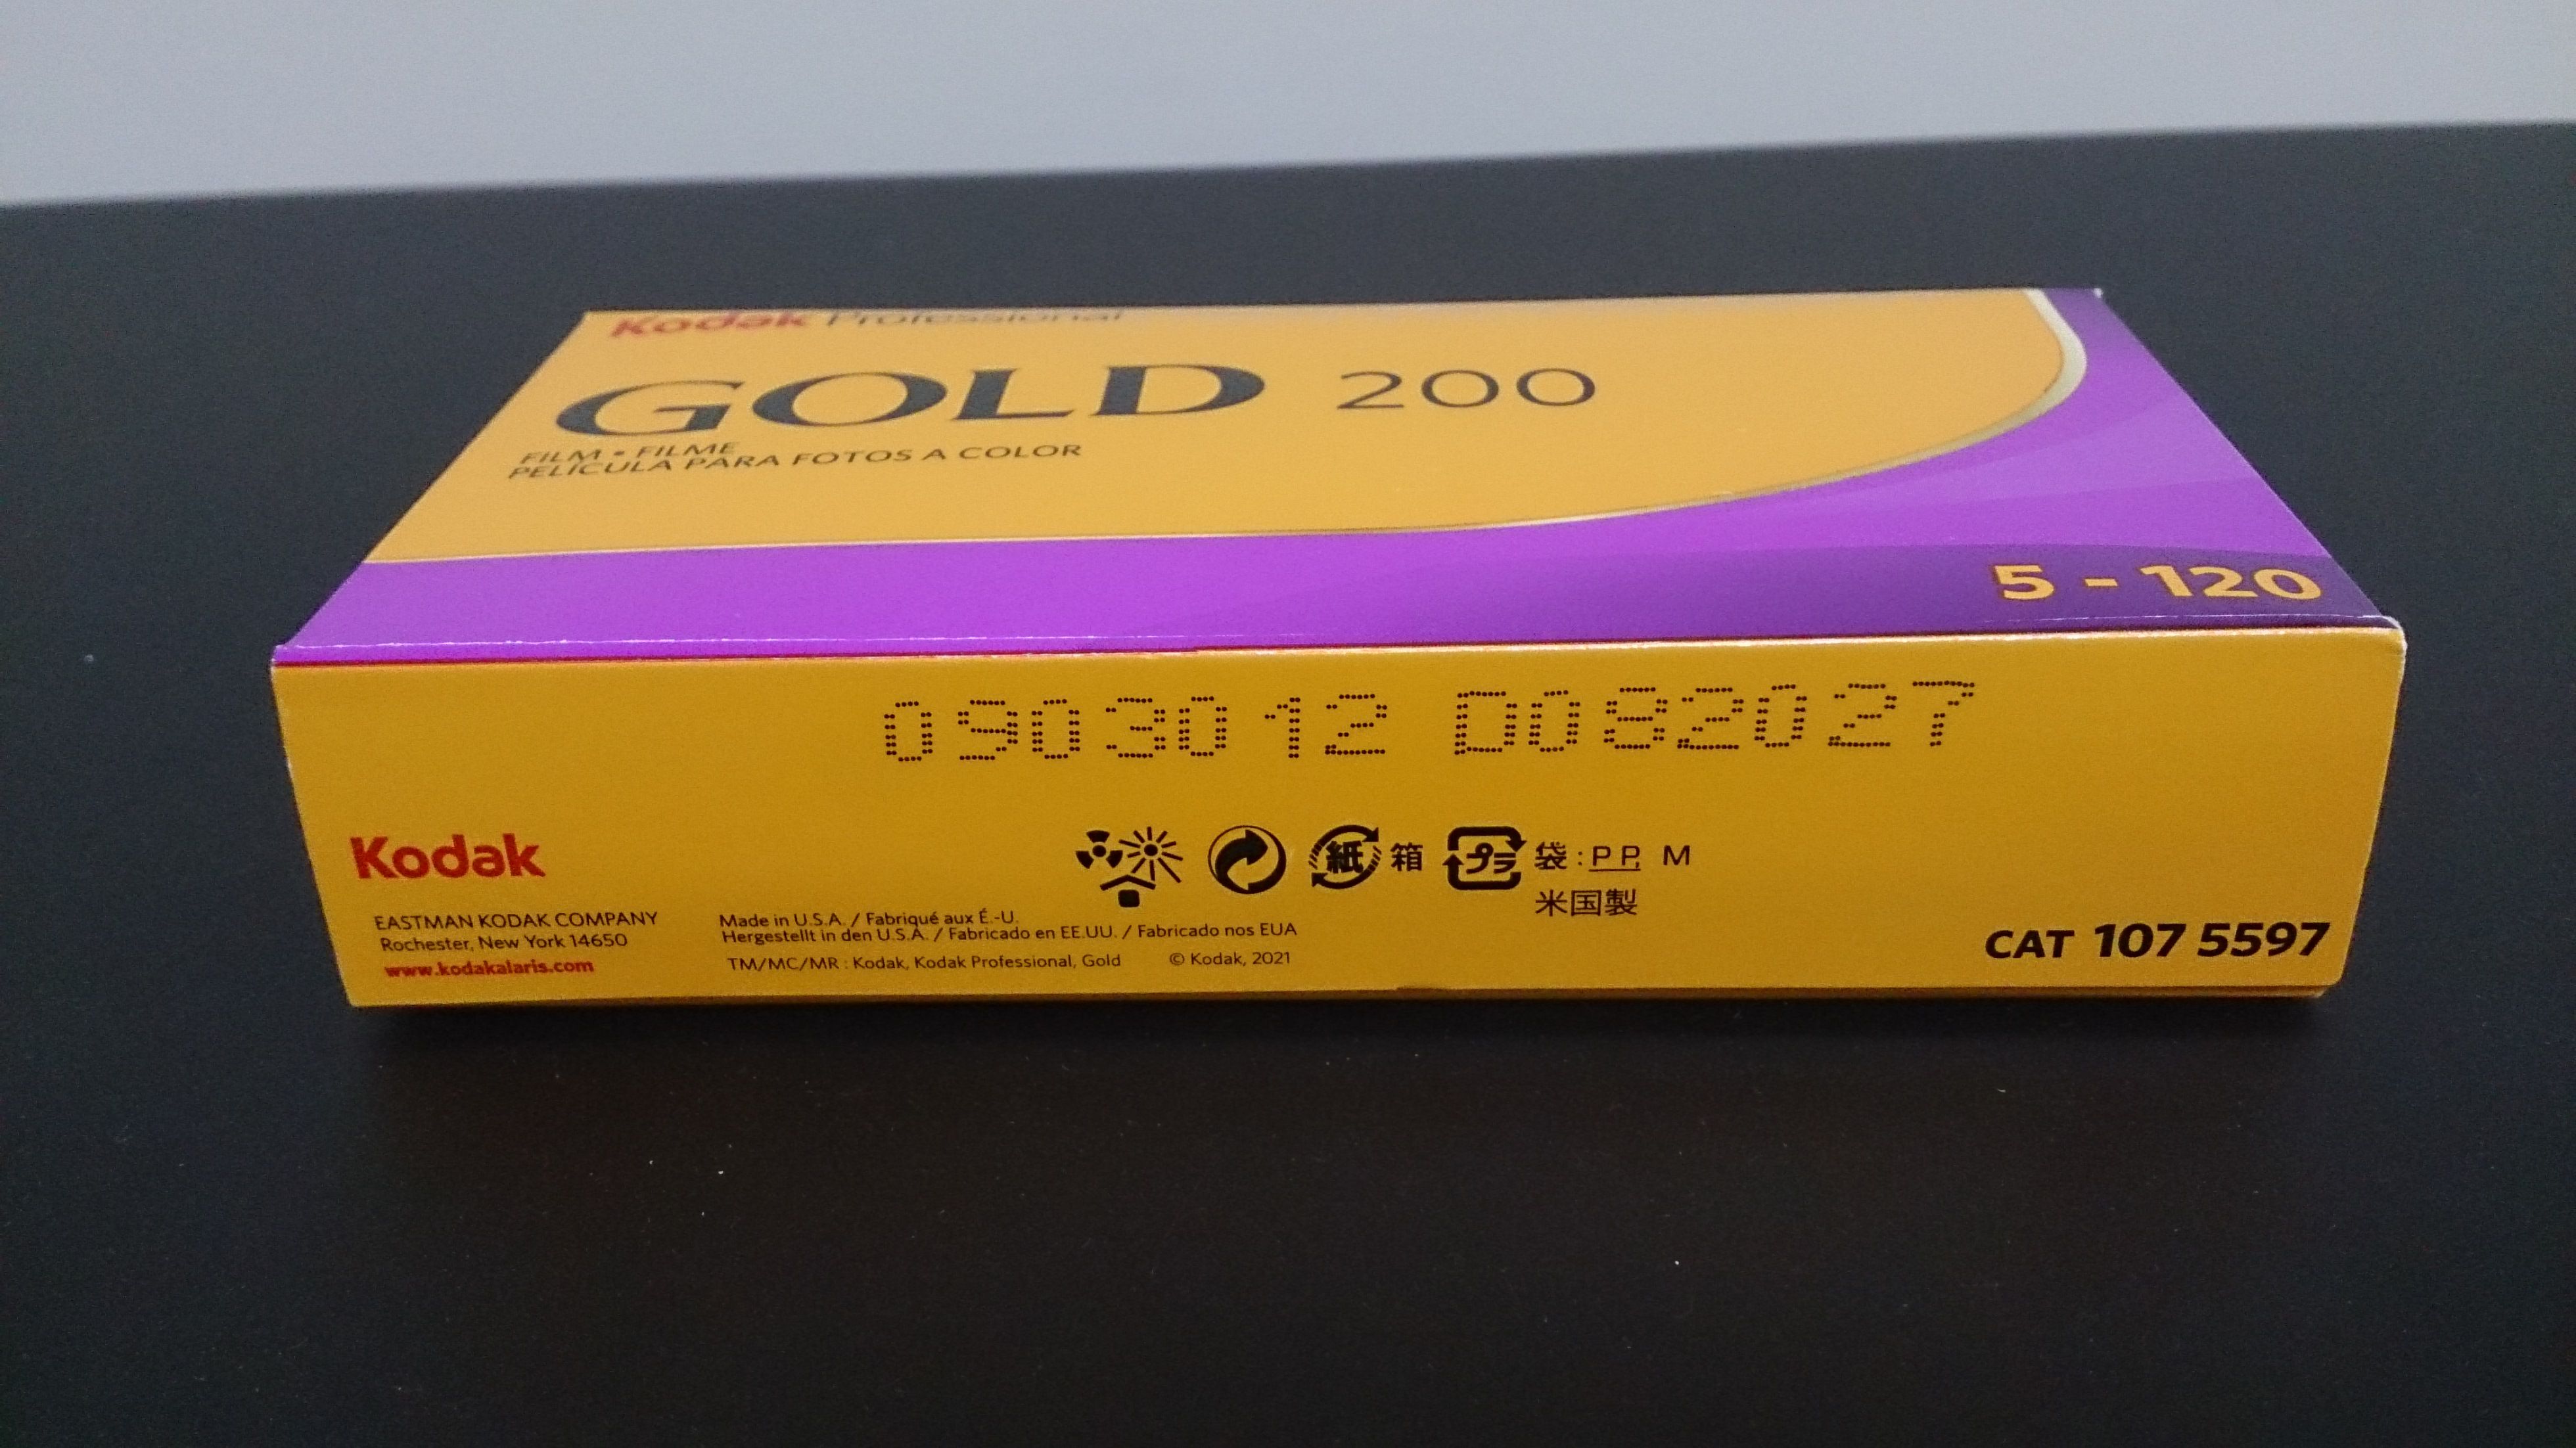 Kodak Professional
GOLD 200
FILM • FILME
PELÍCULA PARA FOTOS A COLOR
5 - 120
0903012 D082027
Kodak
紙 箱 プラ 袋 : PP, M
米国製
EASTMAN KODAK COMPANY
Rochester, New York 14650
www.kodakalaris.com
Made in U.S.A. / Fabriqué aux É.-U.
Hergestellt in den U.S.A. / Fabricado en EE.UU. / Fabricado nos EUA
TM/MC/MR : Kodak, Kodak Professional, Gold © Kodak, 2021
CAT 107 5597